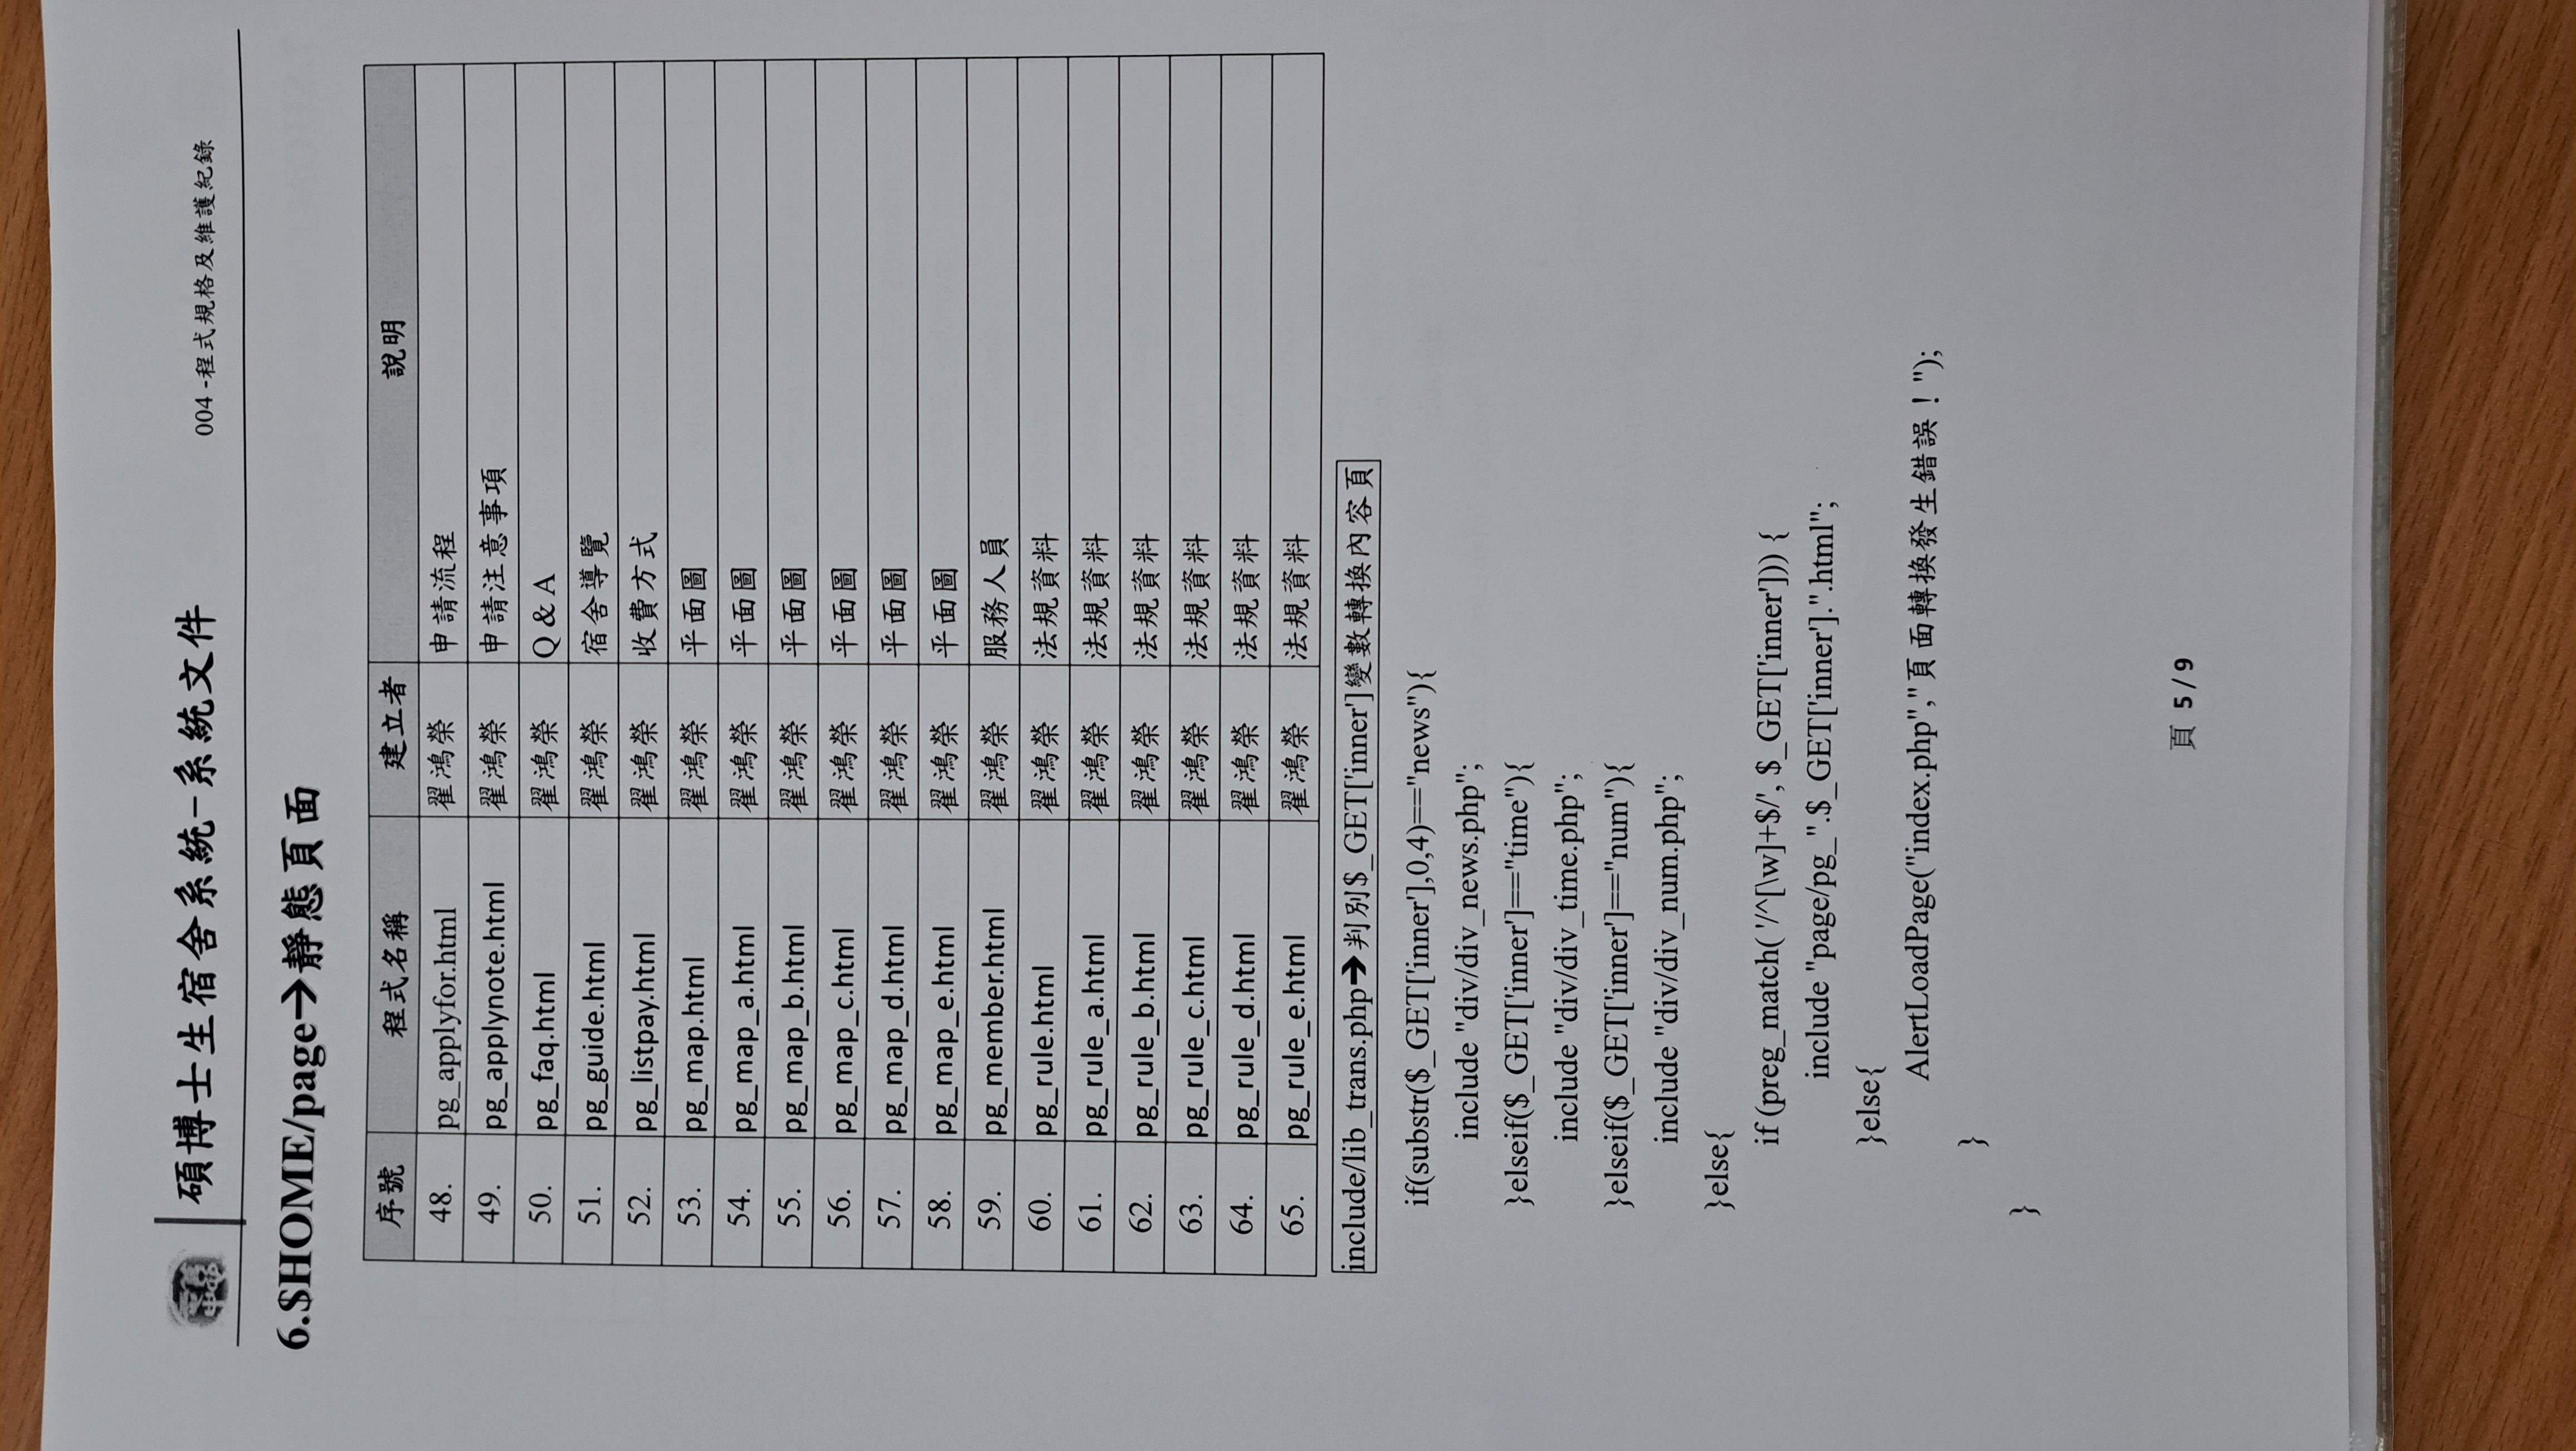 碩博士生宿舍系統-系統文件
004 -程式規格及維護紀錄
6.$HOME/page→靜態頁面
序號 程式名稱 建立者 說明
48. pg_applyfor.html 翟鴻榮 申請流程
49. pg_applynote.html 翟鴻榮 申請注意事項
50. pg_faq.html 翟鴻榮 Q & A
51. pg_guide.html 翟鴻榮 宿舍導覽
52. pg_listpay.html 翟鴻榮 收費方式
53. pg_map.html 翟鴻榮 平面圖
54. pg_map_a.html 翟鴻榮 平面圖
55. pg_map_b.html 翟鴻榮 平面圖
56. pg_map_c.html 翟鴻榮 平面圖
57. pg_map_d.html 翟鴻榮 平面圖
58. pg_map_e.html 翟鴻榮 平面圖
59. pg_member.html 翟鴻榮 服務人員
60. pg_rule.html 翟鴻榮 法規資料
61. pg_rule_a.html 翟鴻榮 法規資料
62. pg_rule_b.html 翟鴻榮 法規資料
63. pg_rule_c.html 翟鴻榮 法規資料
64. pg_rule_d.html 翟鴻榮 法規資料
65. pg_rule_e.html 翟鴻榮 法規資料
include/lib_trans.php→判別$_GET['inner']變數轉換內容頁
if(substr($_GET['inner'],0,4)=="news"){
include "div/div_news.php";
}elseif($_GET['inner']=="time"){
include "div/div_time.php";
}elseif($_GET['inner']=="num"){
include "div/div_num.php";
}else{
if (preg_match( '/^[\w]+$/', $_GET['inner'])) {
include "page/pg_".$_GET['inner'].".html";
}else{
AlertLoadPage("index.php","頁面轉換發生錯誤！");
}
}
頁 5 / 9